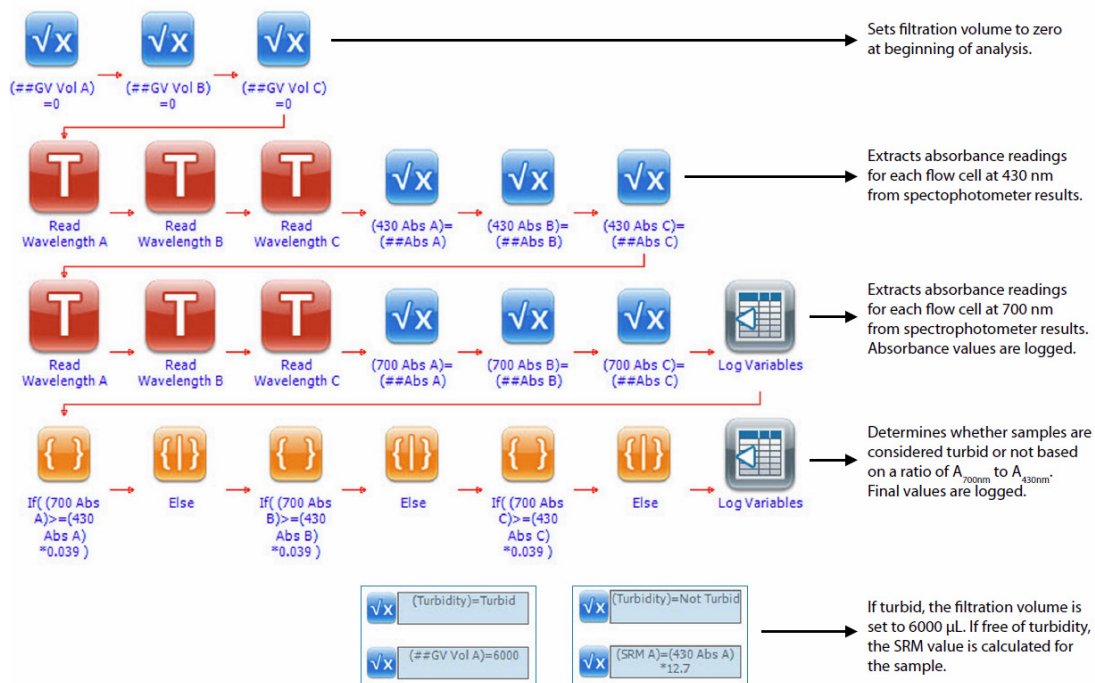 √x √x √x
(##GV Vol A) (##GV Vol B) (##GV Vol C)
=0 =0 =0
Sets filtration volume to zero
at beginning of analysis.
T T T √x √x √x
Read Read Read (430 Abs A)= (430 Abs B)= (430 Abs C)=
Wavelength A Wavelength B Wavelength C (##Abs A) (##Abs B) (##Abs C)
Extracts absorbance readings
for each flow cell at 430 nm
from spectophotometer results.
T T T √x √x √x
Read Read Read (700 Abs A)= (700 Abs B)= (700 Abs C)= Log Variables
Wavelength A Wavelength B Wavelength C (##Abs A) (##Abs B) (##Abs C)
Extracts absorbance readings
for each flow cell at 700 nm
from spectrophotometer results.
Absorbance values are logged.
{ } {|} { } {|} { } {|}
If( (700 Abs Else If( (700 Abs Else If( (700 Abs Else Log Variables
A)>=(430 B)>=(430 C)>=(430
Abs A) Abs B) Abs C)
*0.039 ) *0.039 ) *0.039 )
Determines whether samples are
considered turbid or not based
on a ratio of A700nm to A430nm.
Final values are logged.
√x (Turbidity)=Turbid √x (Turbidity)=Not Turbid
√x (##GV Vol A)=6000 √x (SRM A)=(430 Abs A)
*12.7
If turbid, the filtration volume is
set to 6000 µL. If free of turbidity,
the SRM value is calculated for
the sample.